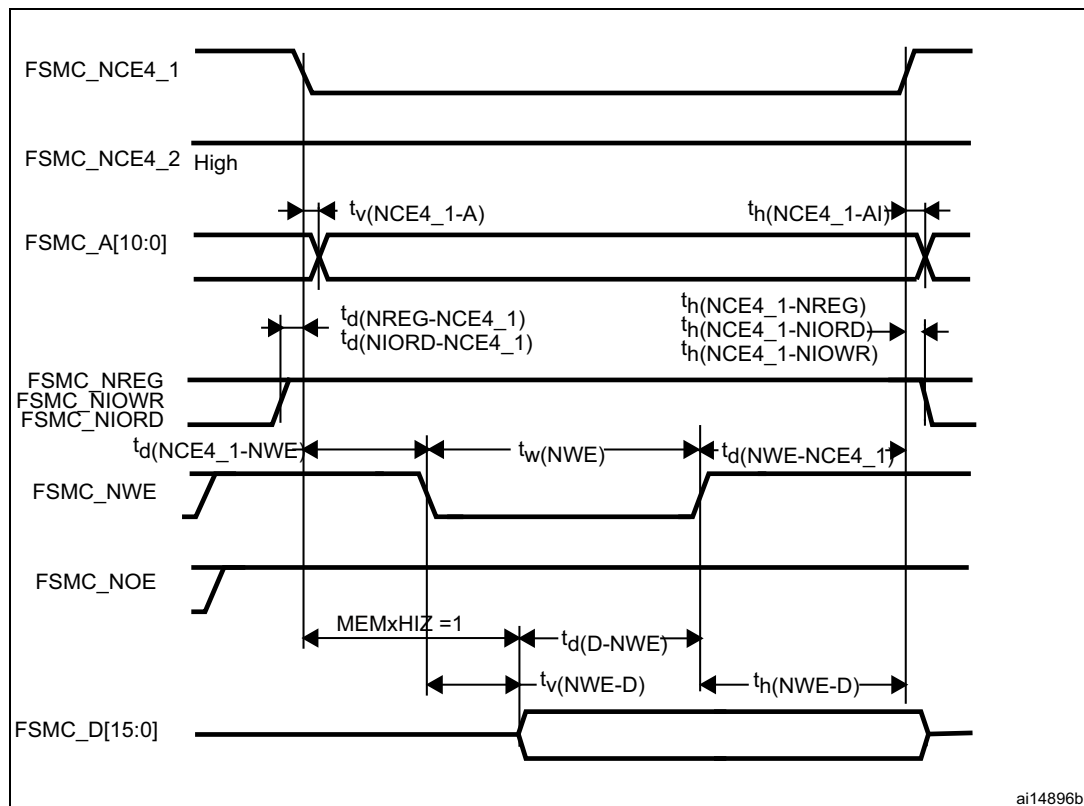 FSMC_NCE4_1
FSMC_NCE4_2 High
tv(NCE4_1-A)
th(NCE4_1-AI)
FSMC_A[10:0]
td(NREG-NCE4_1)
td(NIORD-NCE4_1)
th(NCE4_1-NREG)
th(NCE4_1-NIORD)
th(NCE4_1-NIOWR)
FSMC_NREG
FSMC_NIOWR
FSMC_NIORD
td(NCE4_1-NWE)
tw(NWE)
td(NWE-NCE4_1)
FSMC_NWE
FSMC_NOE
MEMxHIZ =1
td(D-NWE)
tv(NWE-D)
th(NWE-D)
FSMC_D[15:0]
ai14896b